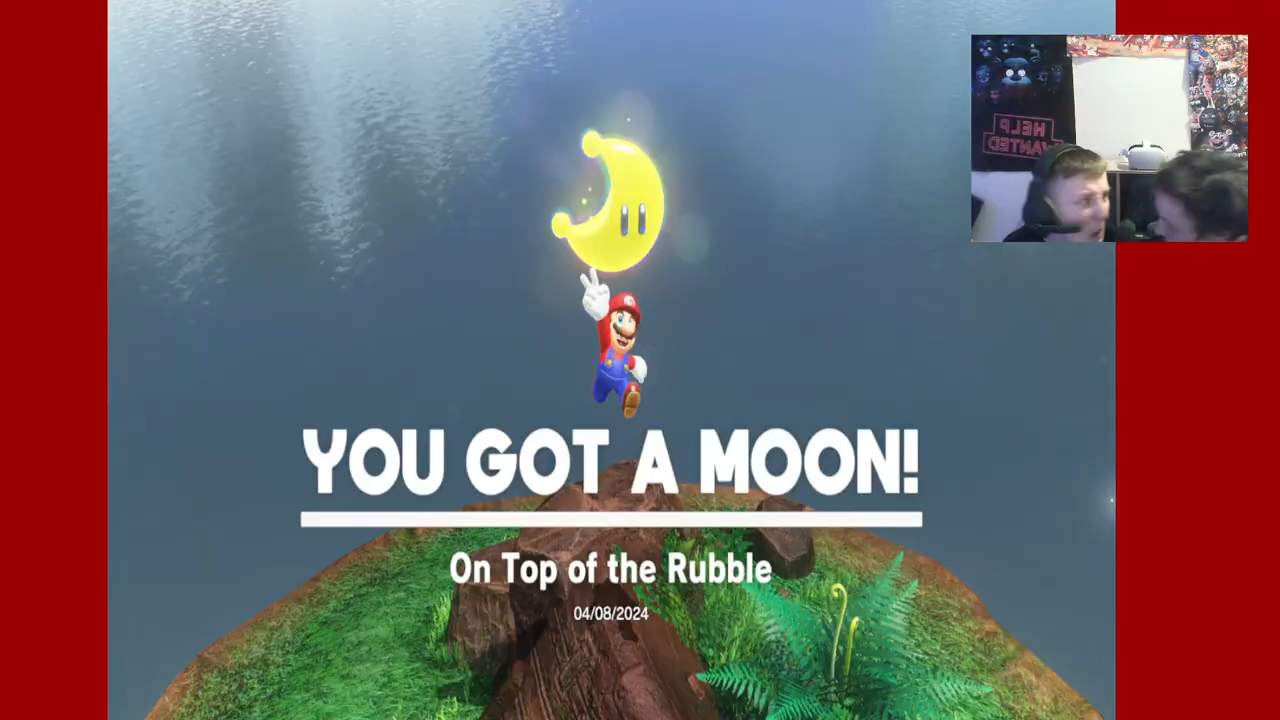 HELP
WANTED
YOU GOT A MOON!
On Top of the Rubble
04/08/2024